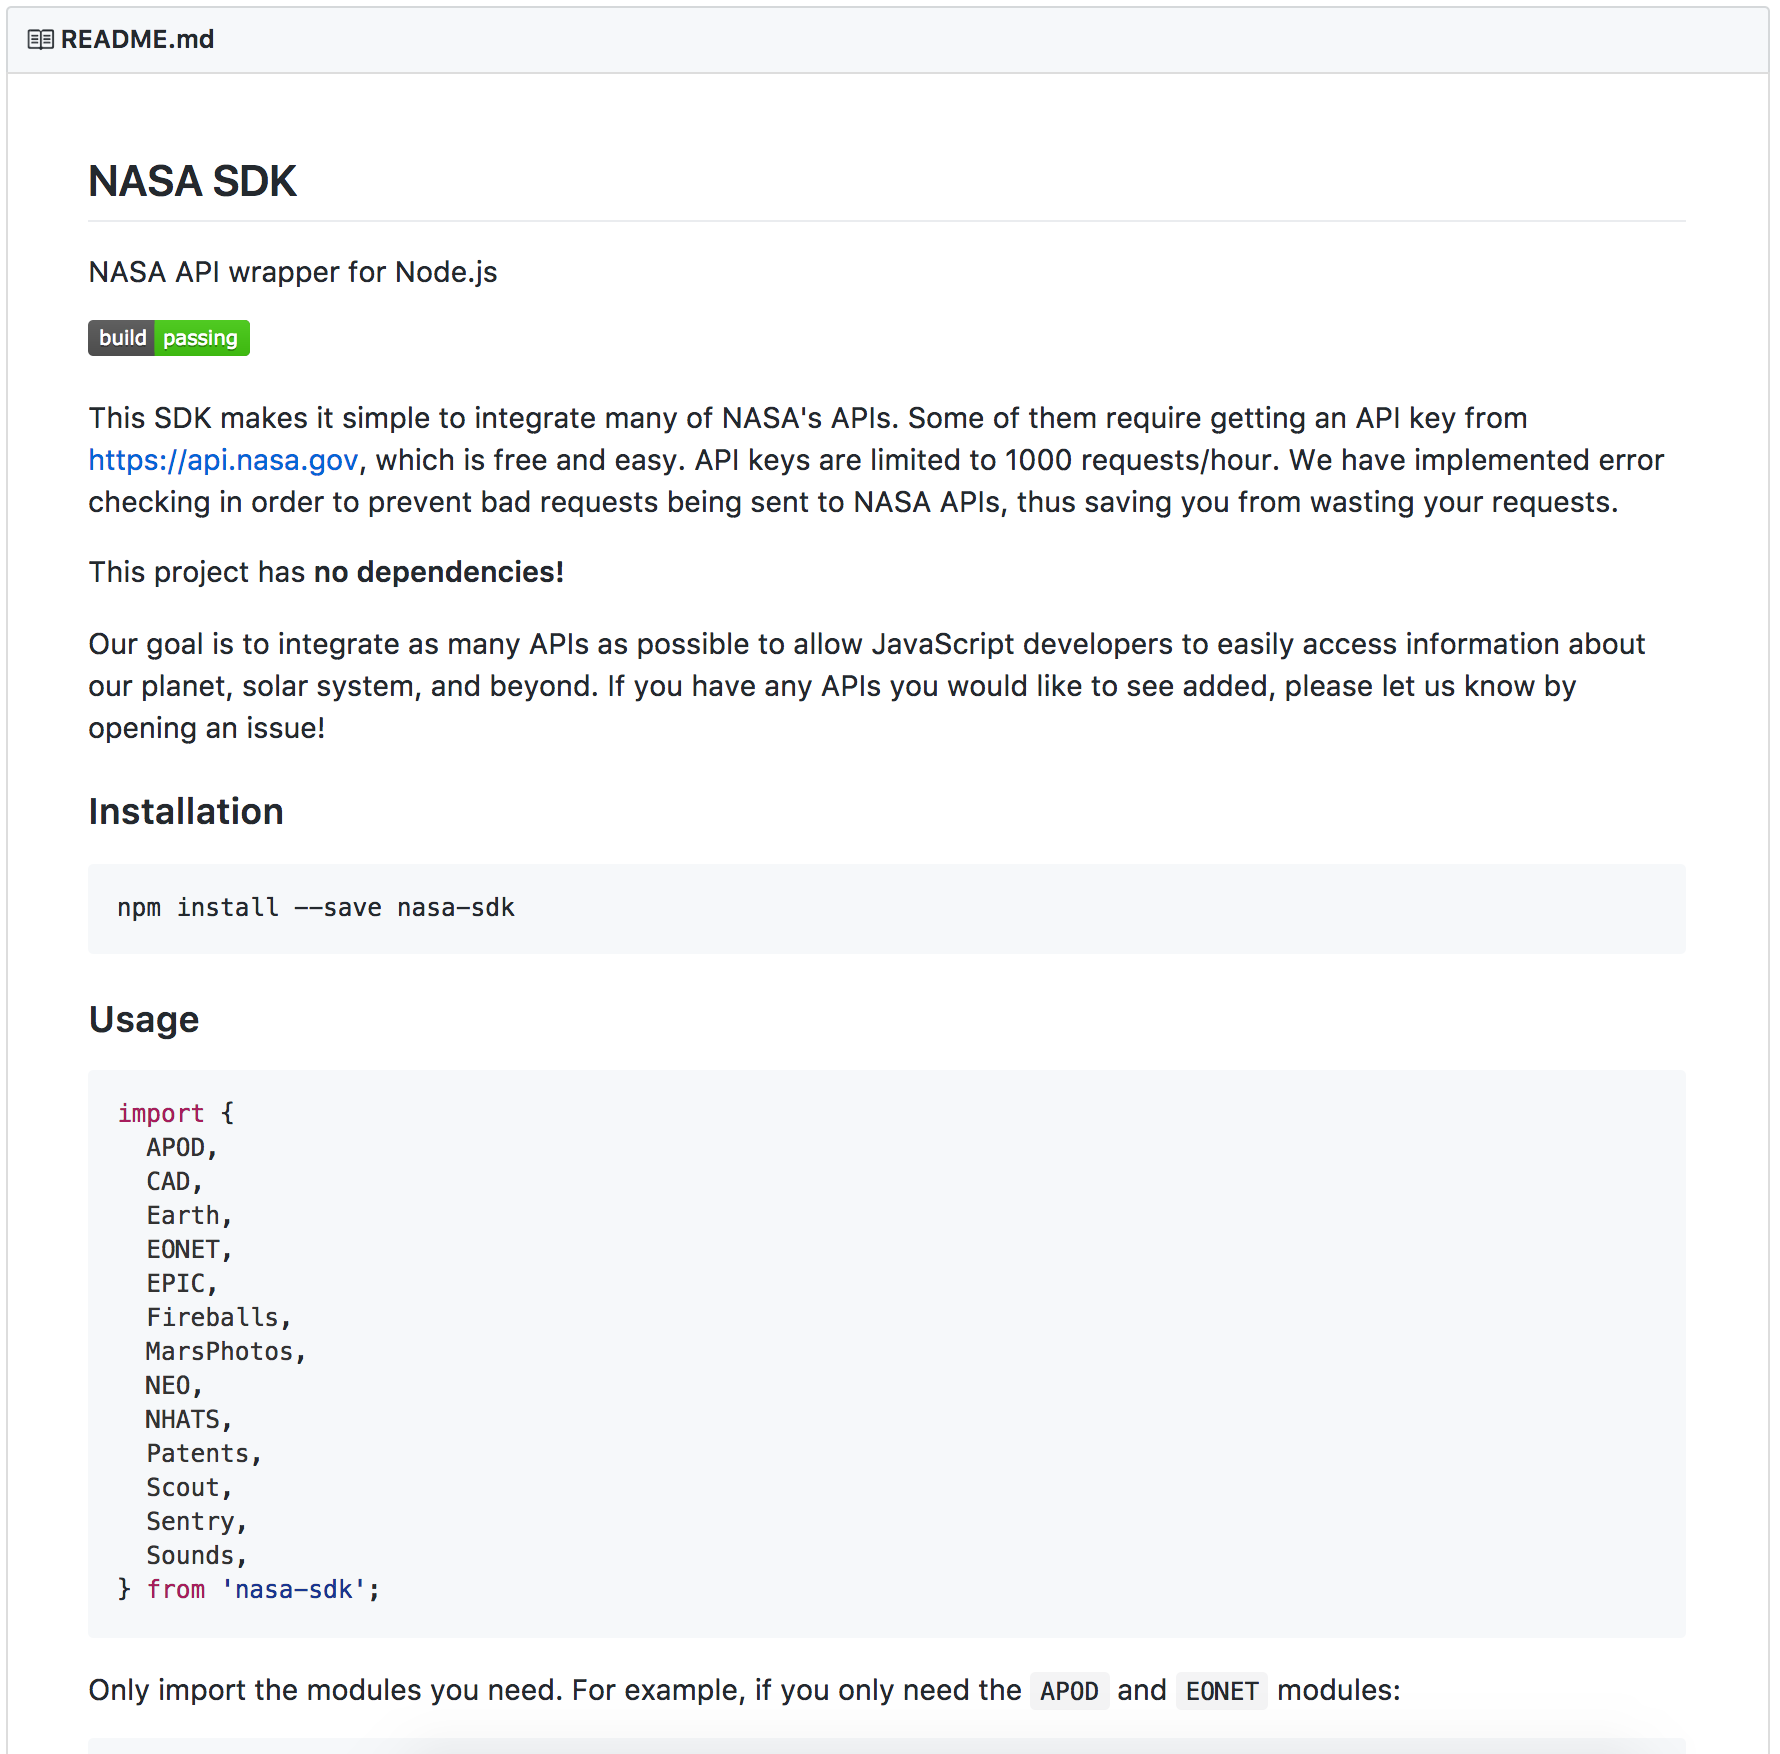 README.md
NASA SDK
NASA API wrapper for Node.js
build passing
This SDK makes it simple to integrate many of NASA's APIs. Some of them require getting an API key from
https://api.nasa.gov, which is free and easy. API keys are limited to 1000 requests/hour. We have implemented error
checking in order to prevent bad requests being sent to NASA APIs, thus saving you from wasting your requests.
This project has no dependencies!
Our goal is to integrate as many APIs as possible to allow JavaScript developers to easily access information about
our planet, solar system, and beyond. If you have any APIs you would like to see added, please let us know by
opening an issue!
Installation
npm install --save nasa-sdk
Usage
import {
  APOD,
  CAD,
  Earth,
  EONET,
  EPIC,
  Fireballs,
  MarsPhotos,
  NEO,
  NHATS,
  Patents,
  Scout,
  Sentry,
  Sounds,
} from 'nasa-sdk';
Only import the modules you need. For example, if you only need the APOD and EONET modules: